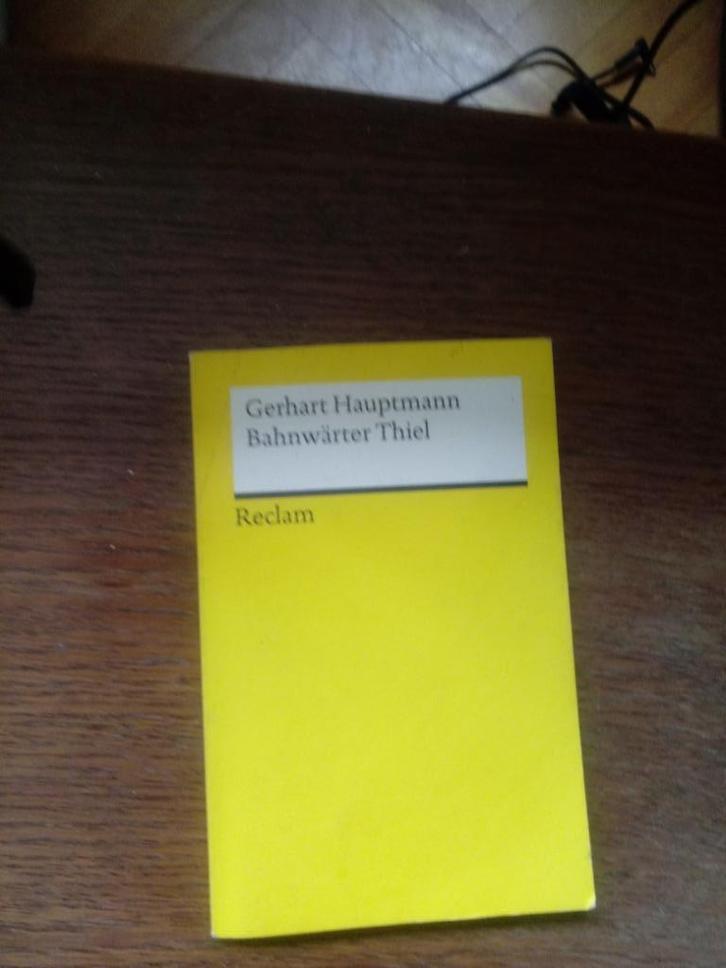 Gerhart Hauptmann
Bahnwärter Thiel
Reclam